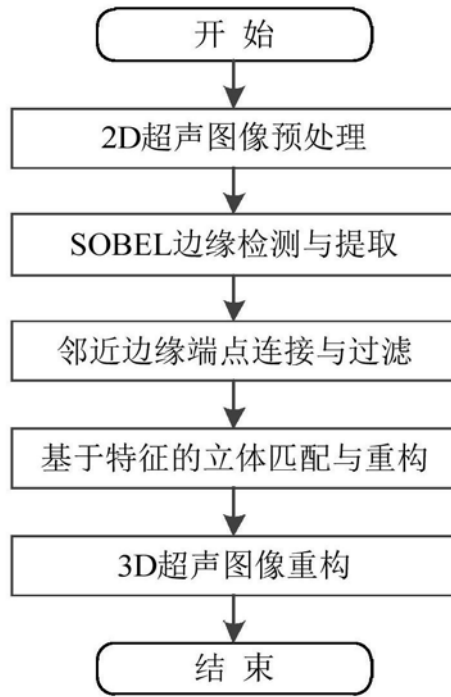 开 始
2D超声图像预处理
SOBEL边缘检测与提取
邻近边缘端点连接与过滤
基于特征的立体匹配与重构
3D超声图像重构
结 束